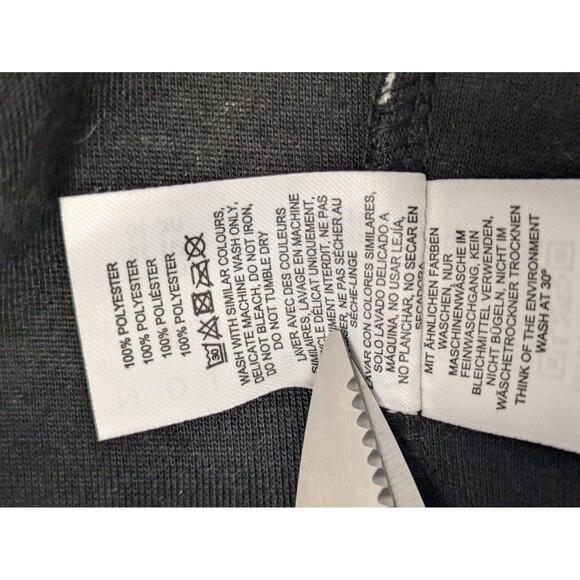 100% POLYESTER
100% POLYESTER
100% POLIÉSTER
100% POLYESTER
30
WASH WITH SIMILAR COLOURS,
DELICATE MACHINE WASH ONLY,
DO NOT BLEACH, DO NOT IRON,
DO NOT TUMBLE DRY
LAVER AVEC DES COULEURS
SIMILAIRES, LAVAGE EN MACHINE
DÉLICAT UNIQUEMENT,
INTERDIT, NE PAS
NE PAS SÉCHER AU
SÈCHE-LINGE
LAVAR CON COLORES SIMILARES,
SOLO LAVADO DELICADO A
MÁQUINA, NO USAR LEJÍA,
NO PLANCHAR, NO SECAR EN
SECADORA
MIT ÄHNLICHEN FARBEN
WASCHEN, NUR
MASCHINENWÄSCHE IM
FEINWASCHGANG, KEIN
BLEICHMITTEL VERWENDEN,
NICHT BÜGELN, NICHT IM
WÄSCHETROCKNER TROCKNEN
THINK OF THE ENVIRONMENT
WASH AT 30°